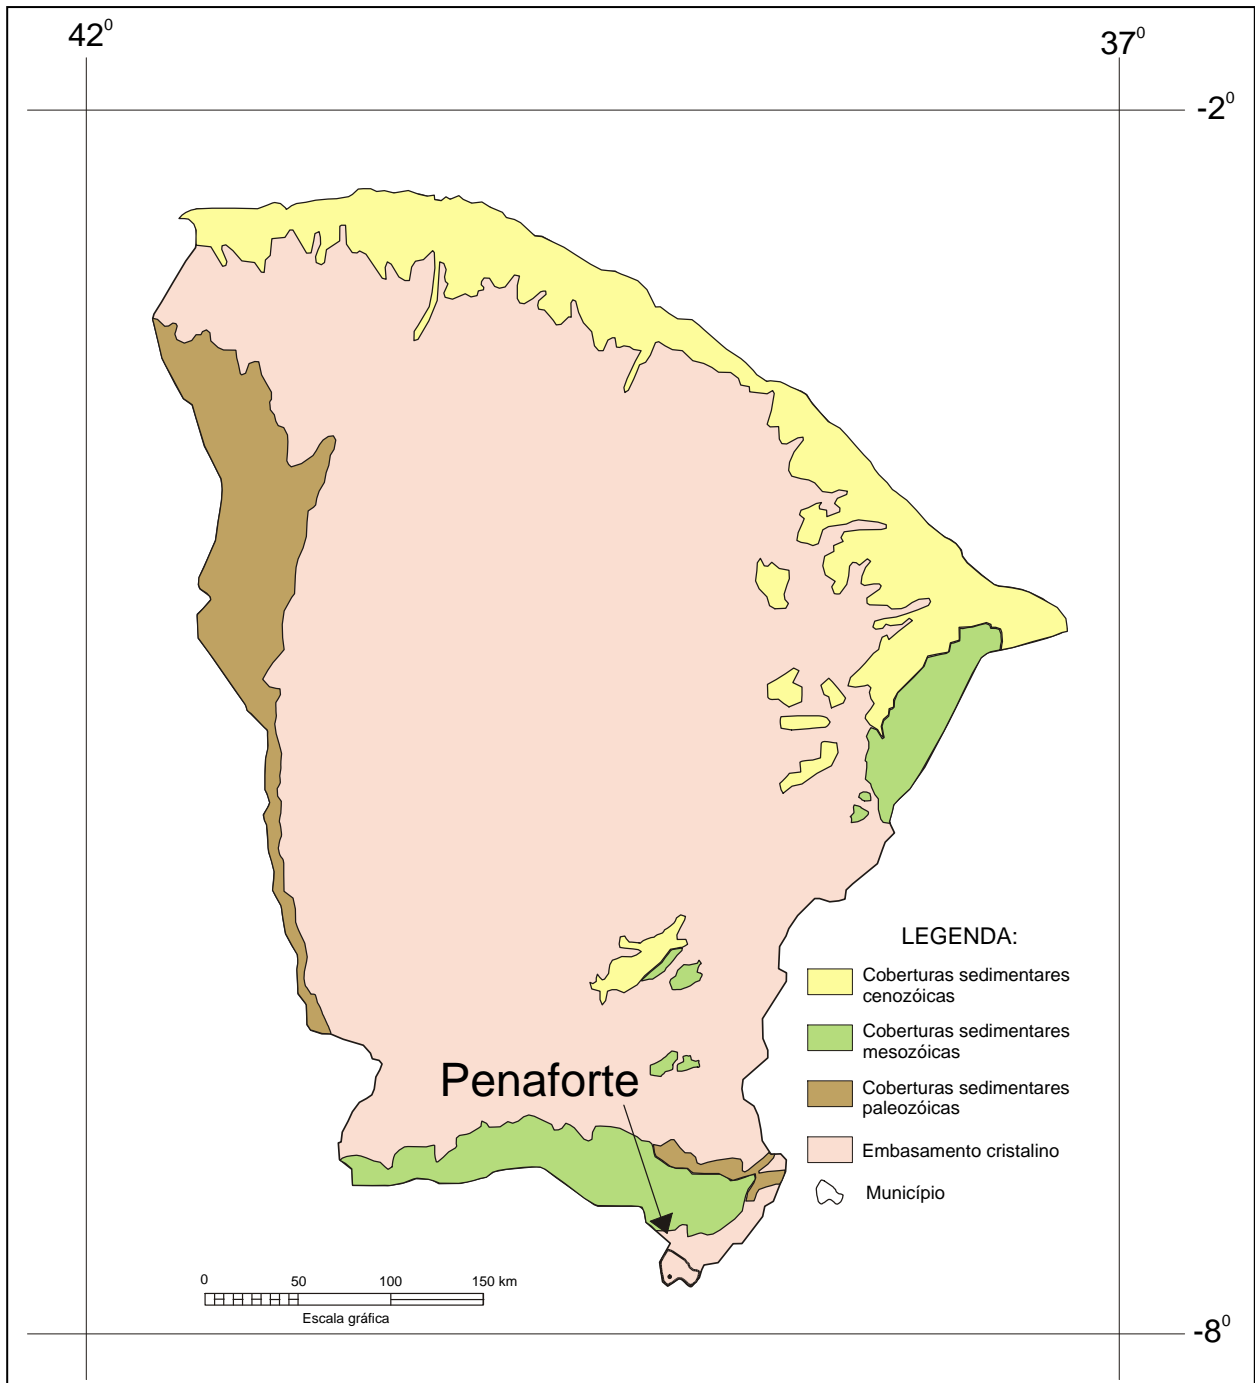 42⁰
37⁰
-2⁰
LEGENDA:
Coberturas sedimentares
cenozóicas
Coberturas sedimentares
mesozóicas
Penaforte
Coberturas sedimentares
paleozóicas
Embasamento cristalino
Município
0 50 100 150 km
Escala gráfica
-8⁰